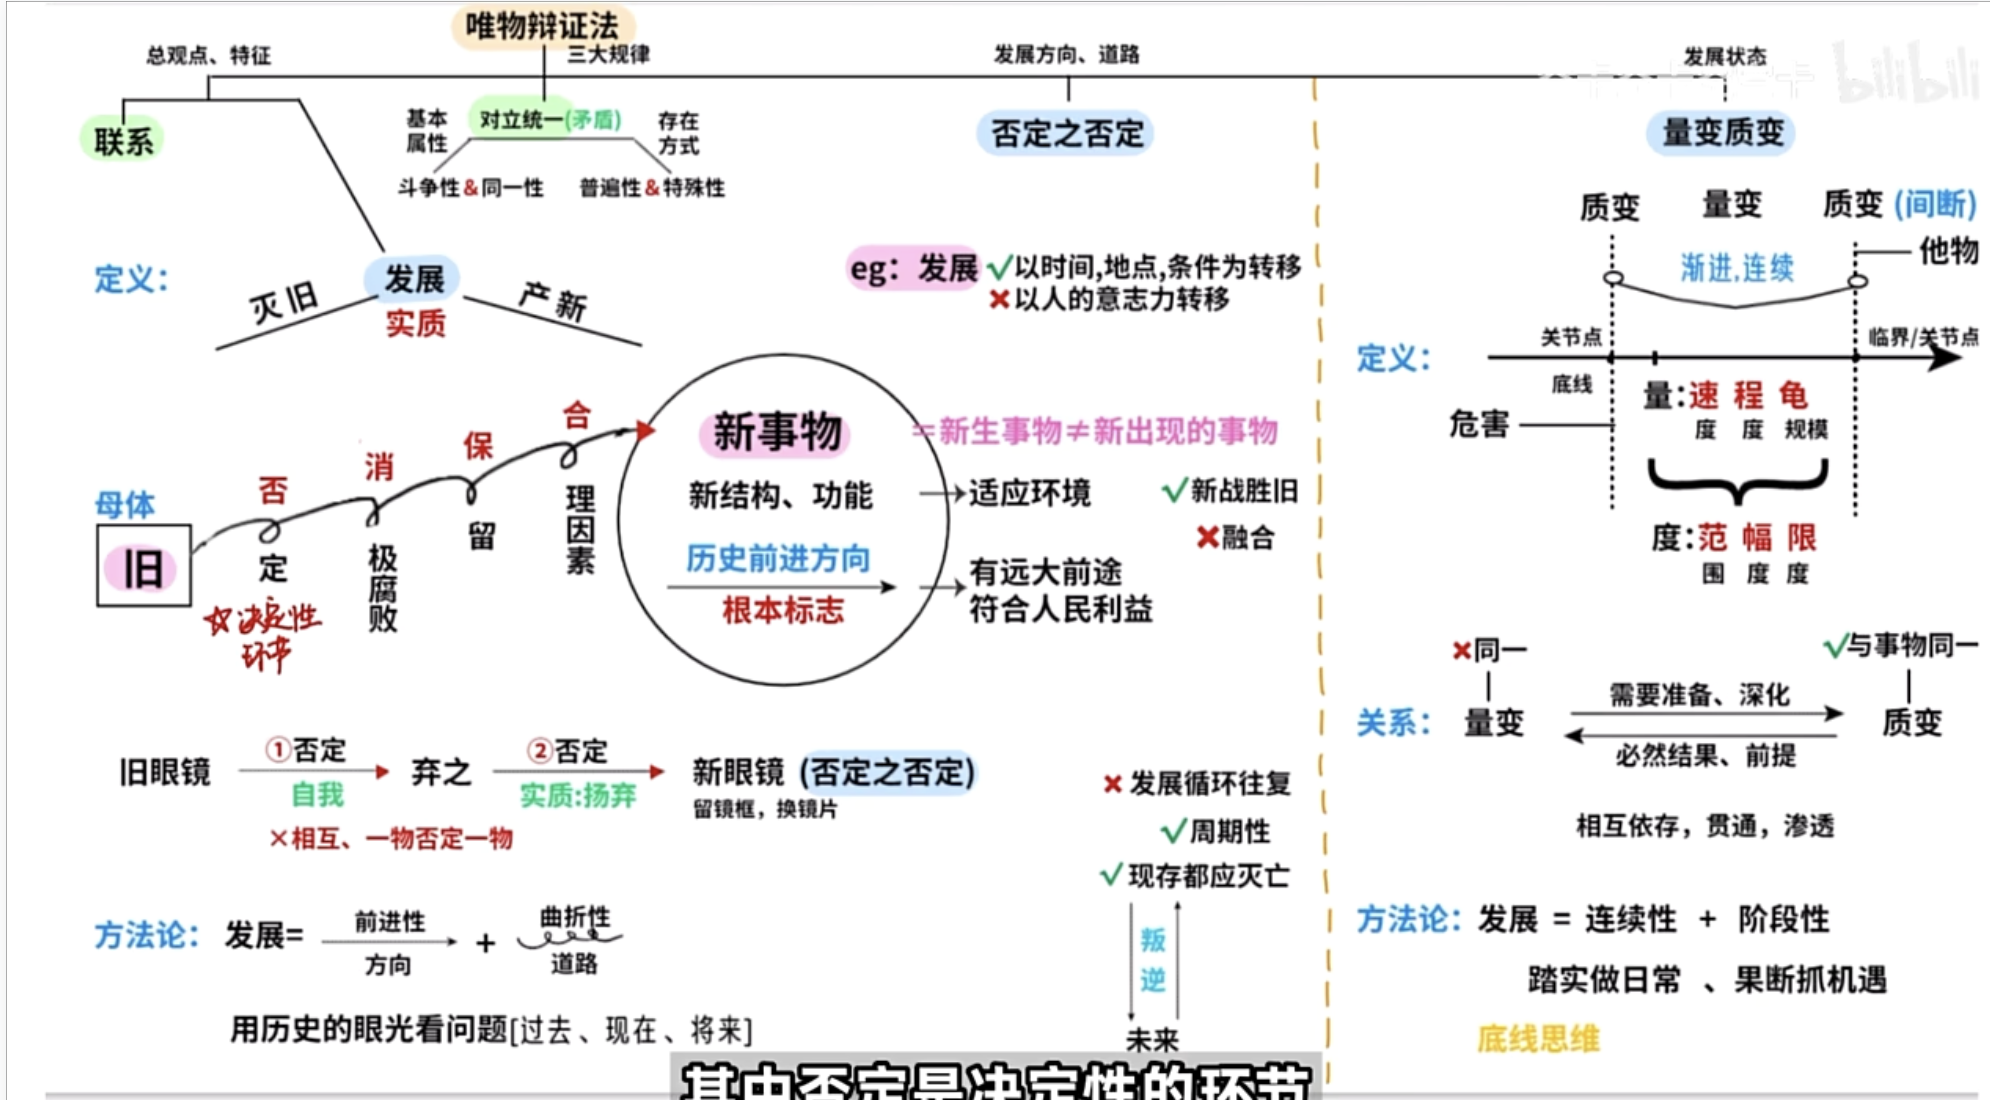 唯物辩证法
总观点、特征
三大规律
发展方向、道路
发展状态
bilibili
联系
基本属性
对立统一(矛盾)
存在方式
斗争性&同一性
普遍性&特殊性
否定之否定
量变质变
定义：
灭旧
发展
产新
实质
eg：发展
✓以时间,地点,条件为转移
×以人的意志力转移
母体
旧
否定
消极腐败
保留
合理因素
☆决定性
环节
新事物
=新生事物≠新出现的事物
新结构、功能
适应环境
✓新战胜旧
×融合
历史前进方向
根本标志
有远大前途
符合人民利益
旧眼镜
①否定
自我
弃之
②否定
实质:扬弃
新眼镜(否定之否定)
留镜框，换镜片
×相互、一物否定一物
×发展循环往复
✓周期性
✓现存都应灭亡
叛逆
未来
方法论：
发展=
前进性
方向
+
曲折性
道路
用历史的眼光看问题[过去、现在、将来]
质变
量变
质变(间断)
渐进,连续
他物
定义：
关节点
临界/关节点
底线
危害
量:速 程 龟
度 度 规模
度:范 幅 限
围 度 度
×同一
✓与事物同一
关系：
量变
需要准备、深化
质变
必然结果、前提
相互依存，贯通，渗透
方法论：发展 = 连续性 + 阶段性
踏实做日常 、果断抓机遇
底线思维
其中否定是决定性的环节